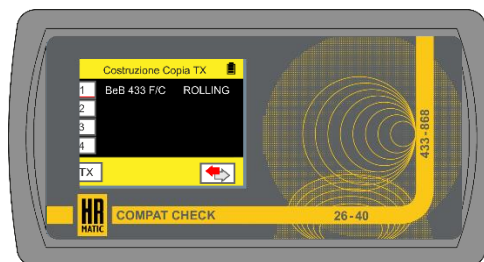 Costruzione Copia TX
1 BeB 433 F/C ROLLING
2
3
4
TX
433-868
HR
MATIC
COMPAT CHECK
26-40